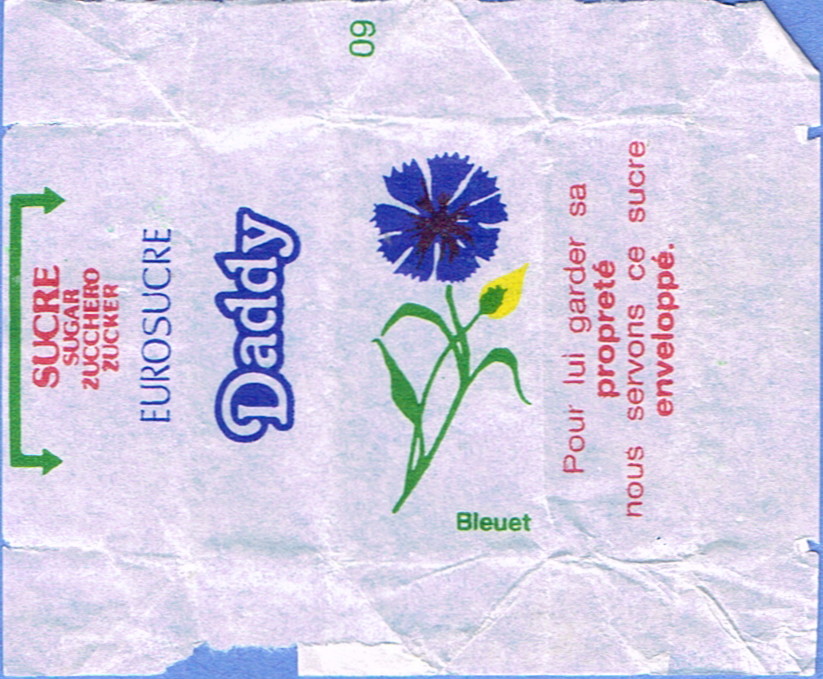 09
SUCRE
SUGAR
ZUCCHERO
ZUCKER
EUROSUCRE
Daddy
Bleuet
Pour lui garder sa
propreté
nous servons ce sucre
enveloppé.